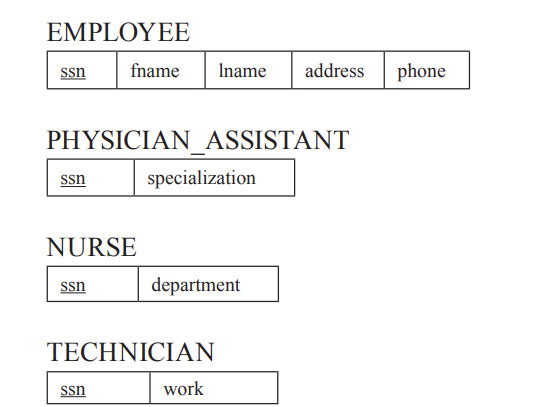 EMPLOYEE
ssn fname lname address phone
PHYSICIAN_ASSISTANT
ssn specialization
NURSE
ssn department
TECHNICIAN
ssn work